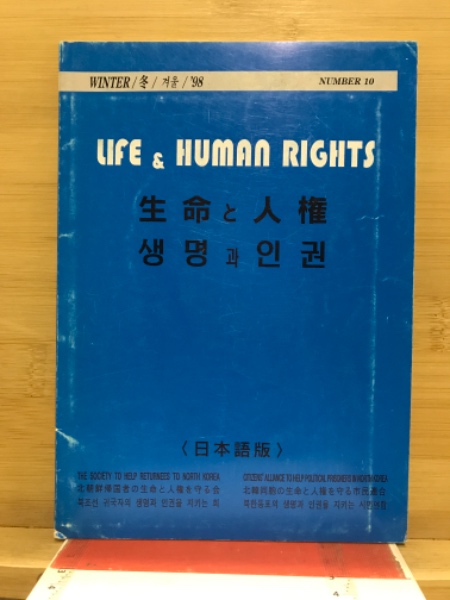 WINTER / 冬 / 겨울 / '98
NUMBER 10
LIFE & HUMAN RIGHTS
生命と人権
생명과 인권
〈日本語版〉
THE SOCIETY TO HELP RETURNEED TO NORTH KOREA
北朝鮮帰国者の生命と人権を守る会
북조선 귀국자의 생명과 인권을 지키는 회
CITIZENS' ALLIANCE TO HELP POLITICAL PRISONERS IN NORTH KOREA
北韓同胞の生命と人権を守る市民連合
북한동포의 생명과 인권을 지키는 시민연합